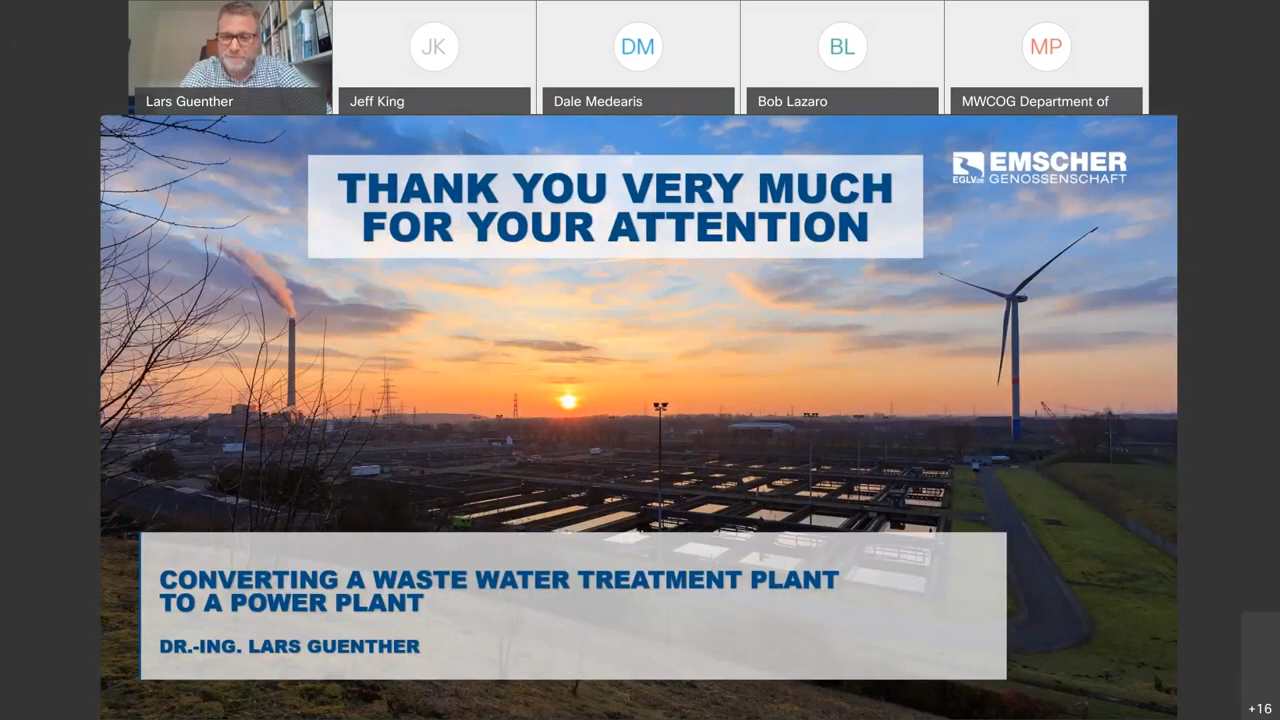 JK
DM
BL
MP
Lars Guenther
Jeff King
Dale Medearis
Bob Lazaro
MWCOG Department of
THANK YOU VERY MUCH
FOR YOUR ATTENTION
EMSCHER
EGLV.DE GENOSSENSCHAFT
CONVERTING A WASTE WATER TREATMENT PLANT
TO A POWER PLANT
DR.-ING. LARS GUENTHER
+16